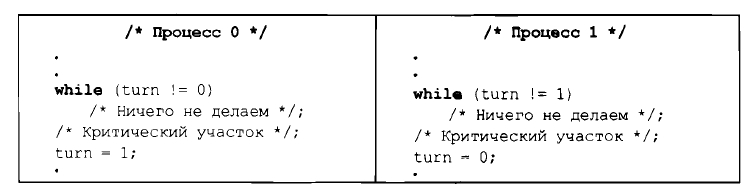 /* Процесс 0 */
.
.
while (turn != 0)
/* Ничего не делаем */;
/* Критический участок */;
turn = 1;
.
/* Процесс 1 */
.
.
while (turn != 1)
/* Ничего не делаем */;
/* Критический участок */;
turn = 0;
.